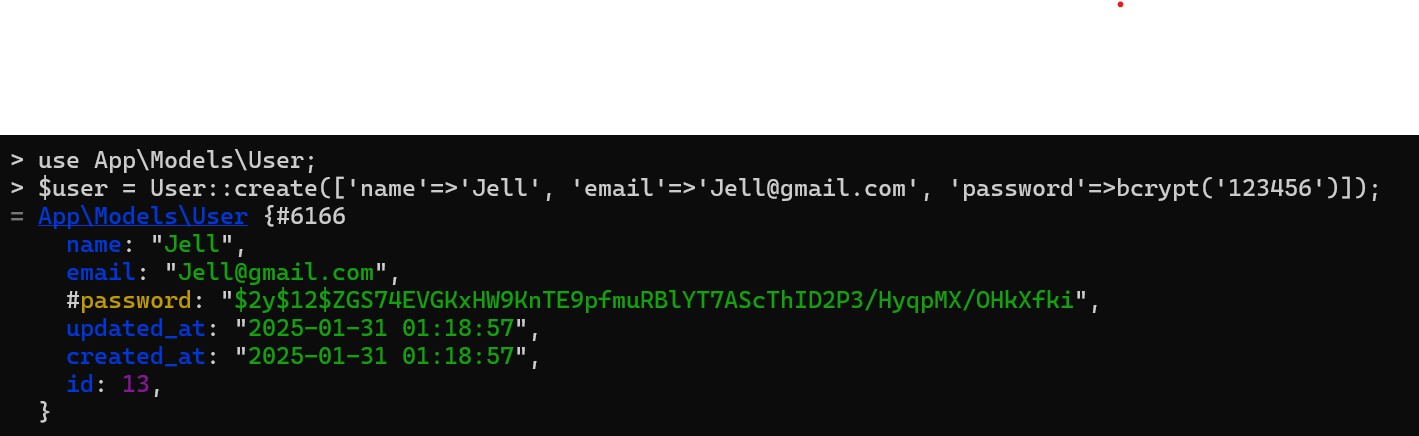 > use App\Models\User;
> $user = User::create(['name'=>'Jell', 'email'=>'Jell@gmail.com', 'password'=>bcrypt('123456')]);
= App\Models\User {#6166
name: "Jell",
email: "Jell@gmail.com",
#password: "$2y$12$ZGS74EVGKxHW9KnTE9pfmuRBlYT7AScThID2P3/HyqpMX/OHkXfki",
updated_at: "2025-01-31 01:18:57",
created_at: "2025-01-31 01:18:57",
id: 13,
}